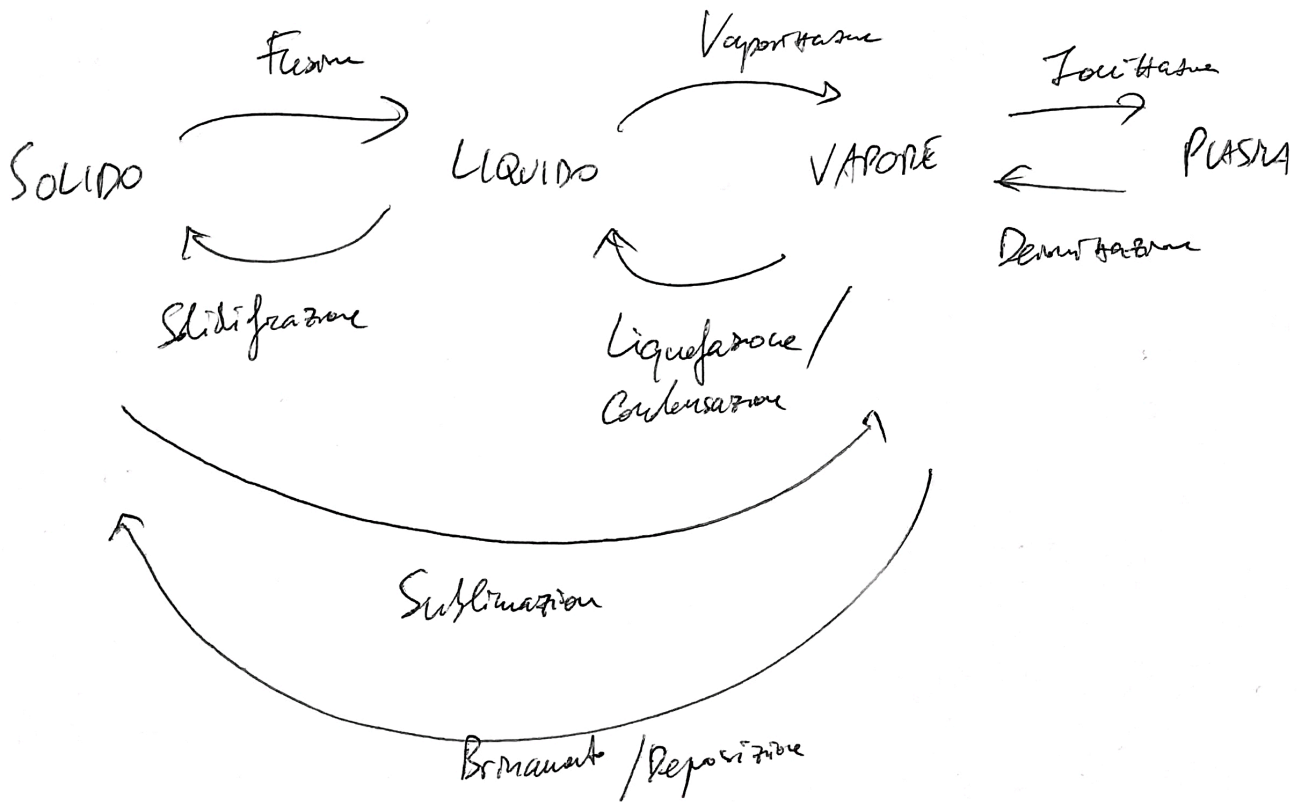 Fusione
Vaporizzazione
Ionizzazione
SOLIDO
LIQUIDO
VAPORE
PLASMA
Deionizzazione
Solidificazione
Liquefazione/
Condensazione
Sublimazione
Brinamento/Deposizione